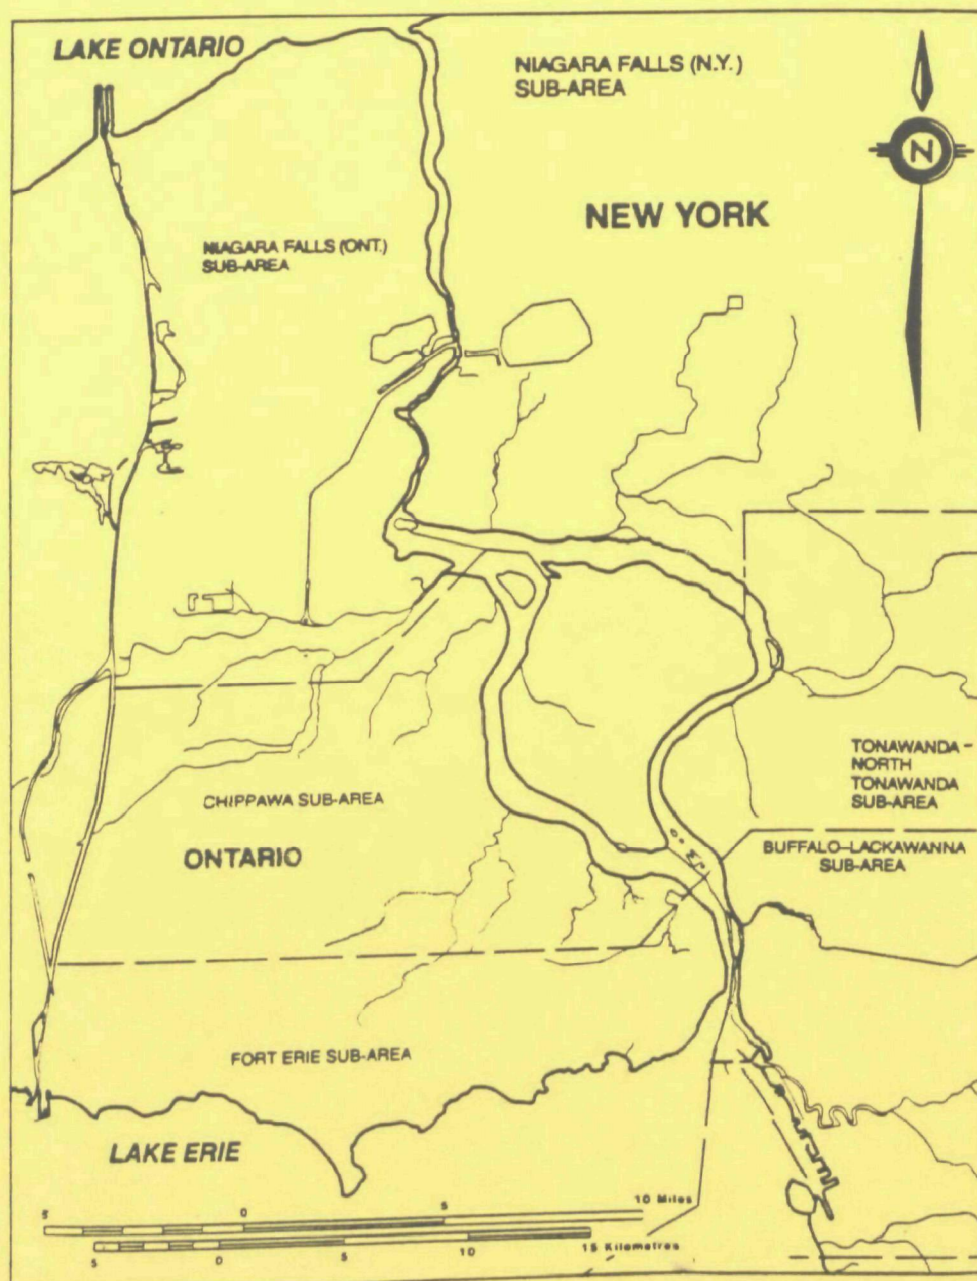 LAKE ONTARIO
NIAGARA FALLS (N.Y.)
SUB-AREA
N
NEW YORK
NIAGARA FALLS (ONT.)
SUB-AREA
TONAWANDA -
NORTH
TONAWANDA
SUB-AREA
CHIPPAWA SUB-AREA
BUFFALO-LACKAWANNA
SUB-AREA
ONTARIO
FORT ERIE SUB-AREA
LAKE ERIE
5 0 5 10 Miles
5 0 5 10 15 Kilometres